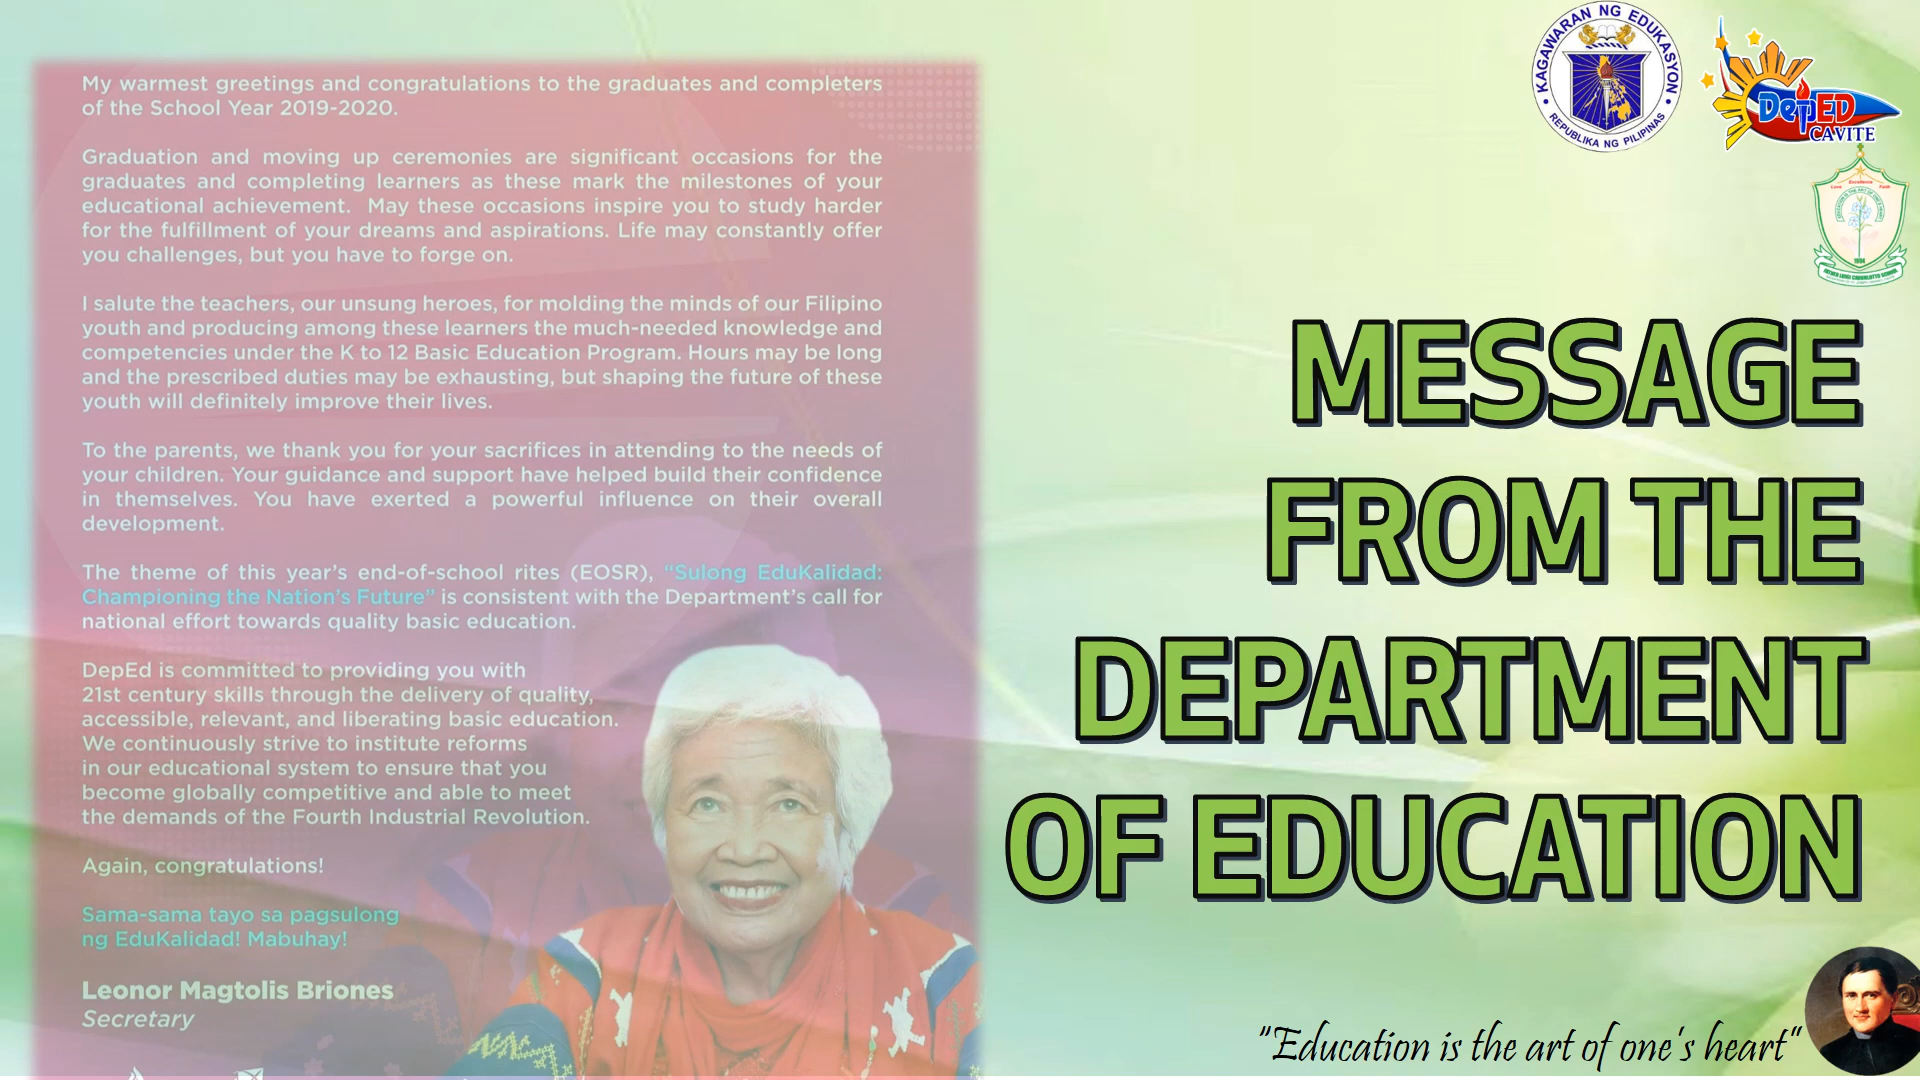 My warmest greetings and congratulations to the graduates and completers
of the School Year 2019-2020.
Graduation and moving up ceremonies are significant occasions for the
graduates and completing learners as these mark the milestones of your
educational achievement. May these occasions inspire you to study harder
for the fulfillment of your dreams and aspirations. Life may constantly offer
you challenges, but you have to forge on.
I salute the teachers, our unsung heroes, for molding the minds of our Filipino
youth and producing among these learners the much-needed knowledge and
competencies under the K to 12 Basic Education Program. Hours may be long
and the prescribed duties may be exhausting, but shaping the future of these
youth will definitely improve their lives.
To the parents, we thank you for your sacrifices in attending to the needs of
your children. Your guidance and support have helped build their confidence
in themselves. You have exerted a powerful influence on their overall
development.
The theme of this year's end-of-school rites (EOSR), "Sulong EduKalidad:
Championing the Nation's Future" is consistent with the Department's call for
national effort towards quality basic education.
DepEd is committed to providing you with
21st century skills through the delivery of quality,
accessible, relevant, and liberating basic education.
We continuously strive to institute reforms
in our educational system to ensure that you
become globally competitive and able to meet
the demands of the Fourth Industrial Revolution.
Again, congratulations!
Sama-sama tayo sa pagsulong
ng EduKalidad! Mabuhay!
Leonor Magtolis Briones
Secretary
KAGAWARAN NG EDUKASYON
REPUBLIKA NG PILIPINAS
DepED
CAVITE
Love Excellence Faith
1994
FATHER LUIGI CABURLOTTO SCHOOL
MESSAGE
FROM THE
DEPARTMENT
OF EDUCATION
"Education is the art of one's heart"